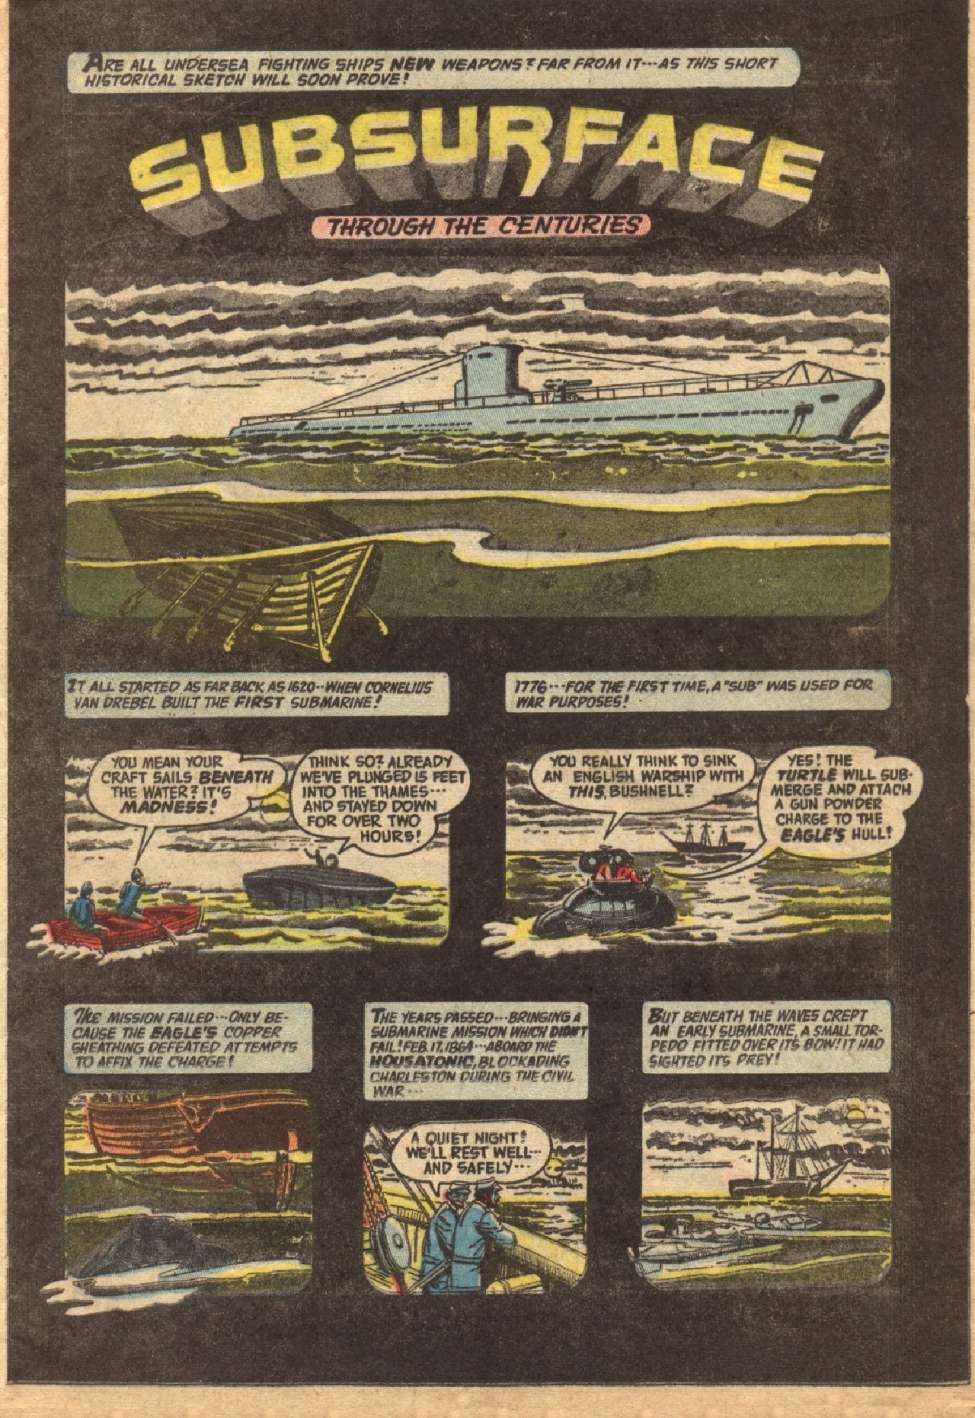 ARE ALL UNDERSEA FIGHTING SHIPS NEW WEAPONS? FAR FROM IT---AS THIS SHORT
HISTORICAL SKETCH WILL SOON PROVE!
SUBSURFACE
THROUGH THE CENTURIES
IT ALL STARTED AS FAR BACK AS 1620--WHEN CORNELIUS
VAN DREBEL BUILT THE FIRST SUBMARINE!
YOU MEAN YOUR
CRAFT SAILS BENEATH
THE WATER? IT'S
MADNESS!
THINK SO? ALREADY
WE'VE PLUNGED 15 FEET
INTO THE THAMES---
AND STAYED DOWN
FOR OVER TWO
HOURS!
1776---FOR THE FIRST TIME, A "SUB" WAS USED FOR
WAR PURPOSES!
YOU REALLY THINK TO SINK
AN ENGLISH WARSHIP WITH
THIS, BUSHNELL?
YES! THE
TURTLE WILL SUB-
MERGE AND ATTACH
A GUN POWDER
CHARGE TO THE
EAGLE'S HULL!
THE MISSION FAILED---ONLY BE-
CAUSE THE EAGLE'S COPPER
SHEATHING DEFEATED ATTEMPTS
TO AFFIX THE CHARGE!
THE YEARS PASSED---BRINGING A
SUBMARINE MISSION WHICH DIDN'T
FAIL! FEB. 17, 1864---ABOARD THE
HOUSATONIC, BLOCKADING
CHARLESTON DURING THE CIVIL
WAR---
A QUIET NIGHT!
WE'LL REST WELL--
AND SAFELY---
BUT BENEATH THE WAVES CREPT
AN EARLY SUBMARINE, A SMALL TOR-
PEDO FITTED OVER ITS BOW! IT HAD
SIGHTED ITS PREY!